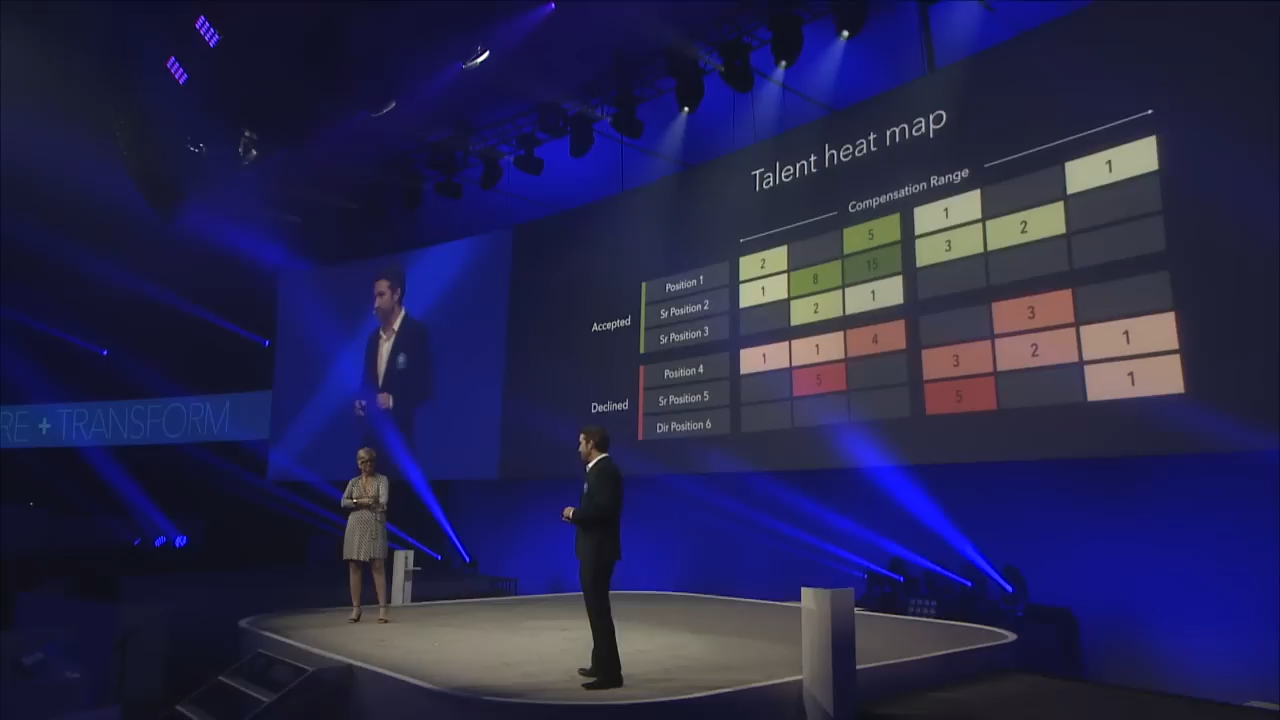 RE + TRANSFORM
Talent heat map
Compensation Range
Accepted
Position 1 2 5 1 1
Sr Position 2 1 8 15 3 2
Sr Position 3 2 1
Declined
Position 4 1 1 4 3
Sr Position 5 5 3 2 1
Dir Position 6 5 1